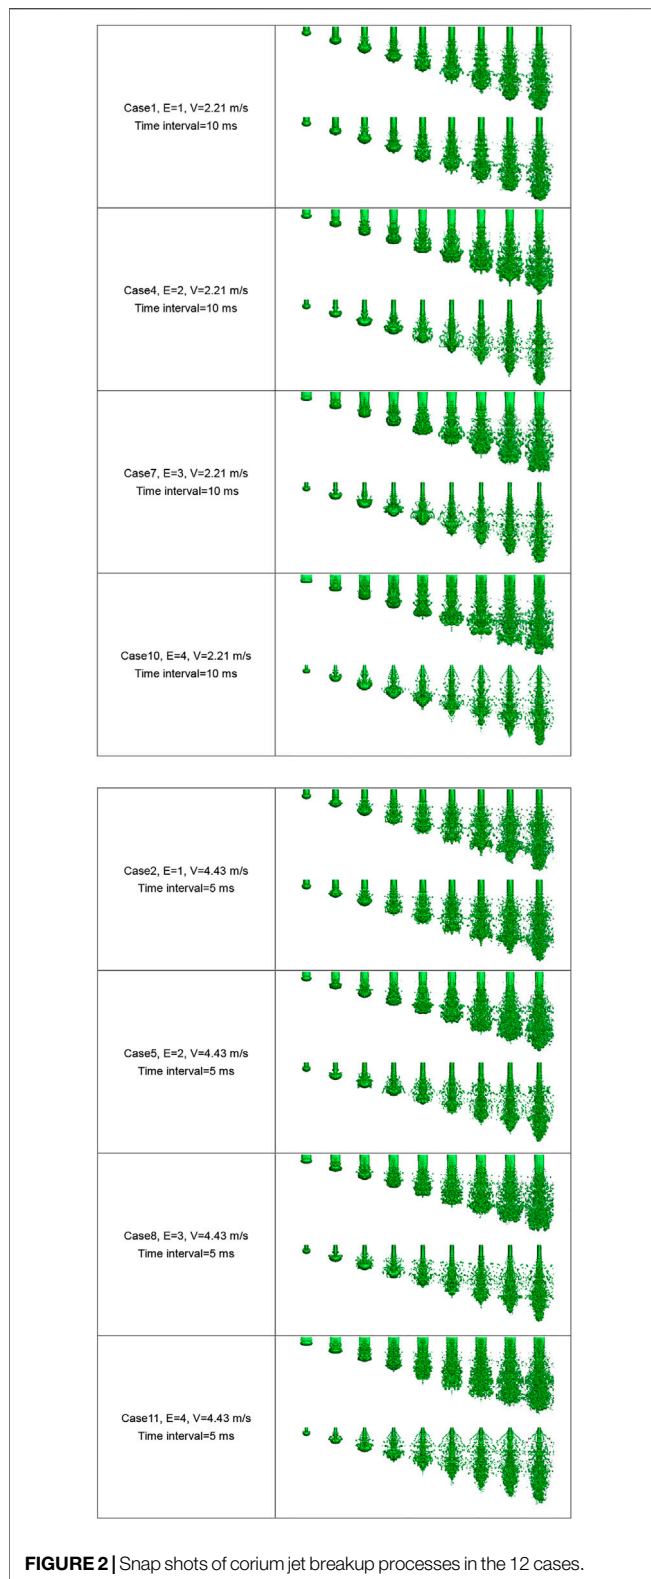 Case1, E=1, V=2.21 m/s
Time interval=10 ms
Case4, E=2, V=2.21 m/s
Time interval=10 ms
Case7, E=3, V=2.21 m/s
Time interval=10 ms
Case10, E=4, V=2.21 m/s
Time interval=10 ms
Case2, E=1, V=4.43 m/s
Time interval=5 ms
Case5, E=2, V=4.43 m/s
Time interval=5 ms
Case8, E=3, V=4.43 m/s
Time interval=5 ms
Case11, E=4, V=4.43 m/s
Time interval=5 ms
FIGURE 2 | Snap shots of corium jet breakup processes in the 12 cases.